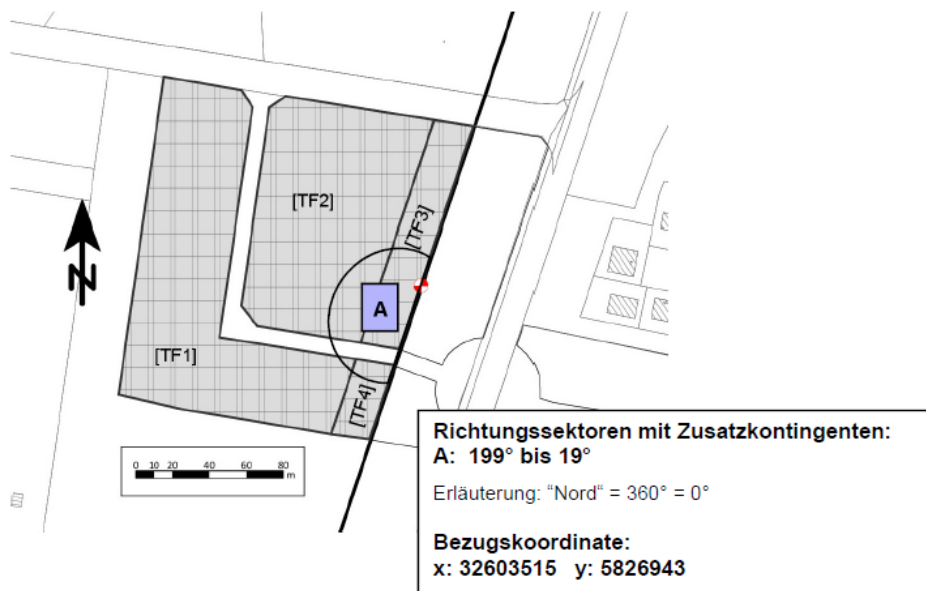 [TF2]
[TF3]
N
A
[TF1]
[TF4]
0 10 20 40 60 80
m
Richtungssektoren mit Zusatzkontingenten:
A: 199° bis 19°
Erläuterung: "Nord" = 360° = 0°
Bezugskoordinate:
x: 32603515 y: 5826943